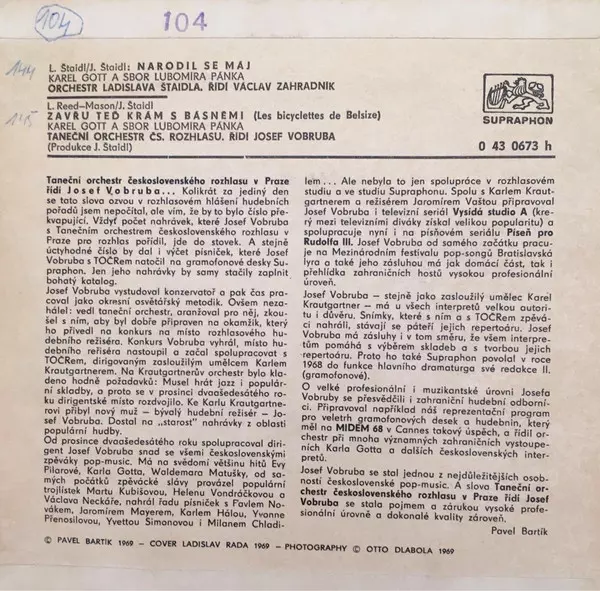 104
104
144
L. Štaidl/J. Štaidl: NARODIL SE MÁJ
KAREL GOTT A SBOR LUBOMÍRA PÁNKA
ORCHESTR LADISLAVA ŠTAIDLA, ŘÍDÍ VÁCLAV ZAHRADNÍK
145
L. Reed-Mason/J. Štaidl
ZAVŘU TEĎ KRÁM S BÁSNĚMI (Les bicyclettes de Belsize)
KAREL GOTT A SBOR LUBOMÍRA PÁNKA
TANEČNÍ ORCHESTR ČS. ROZHLASU, ŘÍDÍ JOSEF VOBRUBA
(Produkce J. Štaidl)
SUPRAPHON
0 43 0673 h
Taneční orchestr československého rozhlasu v Praze
řídí Josef Vobruba... Kolikrát za jediný den
se tato slova ozvou v rozhlasovém hlášení hudebních
pořadů jsem nepočítal, ale vím, že by to bylo číslo překvapující. Vždyť počet nahrávek, které Josef Vobruba
s Tanečním orchestrem československého rozhlasu v
Praze pro rozhlas pořídil, jde do stovek. A stejně
úctyhodné číslo by dal i výčet písniček, které Josef
Vobruba s TOČRem natočil na gramofonové desky Supraphon. Jen jeho nahrávky by samy stačily zaplnit
bohatý katalog.
Josef Vobruba vystudoval konzervatoř a pak čas pracoval jako okresní osvětářský metodik. Ovšem nezahálel: vedl taneční orchestr, aranžoval pro něj, zkoušel s ním, aby byl dobře připraven na okamžik, který ho přivedl na konkurs na místo rozhlasového hudebního režiséra. Konkurs Vobruba vyhrál, místo hudebního režiséra nastoupil a začal spolupracovat s
TOČRem, dirigovaným zasloužilým umělcem Karlem
Krautgartnerem. Na Krautgartnerův orchestr bylo kladeno hodně požadavků: Musel hrát jazz i populární skladby, a proto se v prosinci dvaašedesátého roku dirigentské místo rozdvojilo. Ke Karlu Krautgartnerovi přibyl nový muž – bývalý hudební režisér – Josef Vobruba. Dostal na „starost" nahrávky z oblasti
populární hudby.
Od prosince dvaašedesátého roku spolupracoval dirigent Josef Vobruba snad se všemi československými
zpěváky pop-music. Má na svědomí většinu hitů Evy
Pilarové, Karla Gotta, Waldemara Matušky, od samých počátků zpěvácké slávy provázel populární
trojlístek Martu Kubišovou, Helenu Vondráčkovou a
Václava Neckáře, nahrál řadu písniček s Pavlem Novákem, Jaromírem Mayerem, Karlem Hálou, Yvonne
Přenosilovou, Yvettou Simonovou i Milanem Chladilem... Ale nebyla to jen spolupráce v rozhlasovém
studiu a ve studiu Supraphonu. Spolu s Karlem Krautgartnerem a režisérem Jaromírem Vaštou připravoval
Josef Vobruba i televizní seriál Vysílá studio A (který mezi televizními diváky získal velikou popularitu) a
spolupracuje nyní i na písňovém seriálu Píseň pro
Rudolfa III. Josef Vobruba od samého začátku pracuje na Mezinárodním festivalu pop-songů Bratislavská
lyra a také jeho zásluhou má jak domácí část, tak i
přehlídka zahraničních hostů vysokou profesionální
úroveň.
Josef Vobruba – stejně jako zasloužilý umělec Karel
Krautgartner – má u všech interpretů velkou autoritu i důvěru. Snímky, které s ním a s TOČRem zpěváci nahráli, stávají se páteří jejich repertoáru. Josef
Vobruba má zásluhy i v tom směru, že všem interpretům pomáhá s výběrem skladeb a s tvorbou jejich
repertoáru. Proto ho také Supraphon povolal v roce
1968 do funkce hlavního dramaturga své redakce II.
(gramofonové).
O velké profesionální i muzikantské úrovni Josefa
Vobruby se přesvědčili i zahraniční hudební odborníci. Připravoval například náš reprezentační program
pro veletrh gramofonových desek a hudebnin, který
měl na MIDEM 68 v Cannes takový úspěch, a řídil orchestr při mnoha významných zahraničních vystoupeních Karla Gotta a dalších československých interpretů.
Josef Vobruba se stal jednou z nejdůležitějších osobností československé pop-music. A slova Taneční orchestr československého rozhlasu v Praze řídí Josef
Vobruba se stala pojmem a zárukou vysoké profesionální úrovně a dokonalé kvality zároveň.
Pavel Bartík
© PAVEL BARTÍK 1969 – COVER LADISLAV RADA 1969 – PHOTOGRAPHY © OTTO DLABOLA 1969